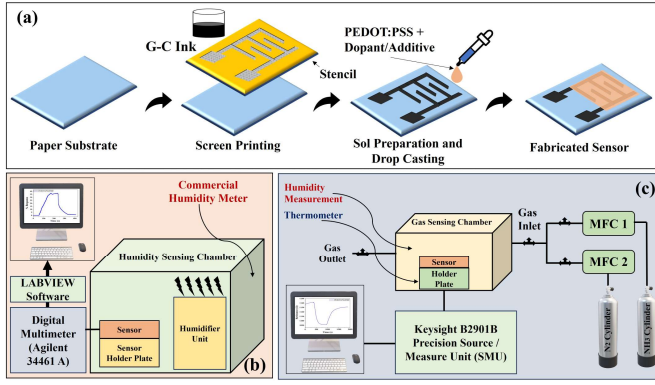 (a)
G-C Ink
Stencil
PEDOT:PSS +
Dopant/Additive
Paper Substrate
Screen Printing
Sol Preparation and
Drop Casting
Fabricated Sensor
Commercial
Humidity Meter
Humidity Sensing Chamber
LABVIEW
Software
Digital
Multimeter
(Agilent
34461 A)
Sensor
Sensor
Holder Plate
Humidifier
Unit
(b)
(c)
Humidity
Measurement
Thermometer
Gas Sensing Chamber
Gas
Outlet
Gas
Inlet
Sensor
Holder
Plate
MFC 1
MFC 2
Keysight B2901B
Precision Source /
Measure Unit (SMU)
N2 Cylinder
NH3 Cylinder